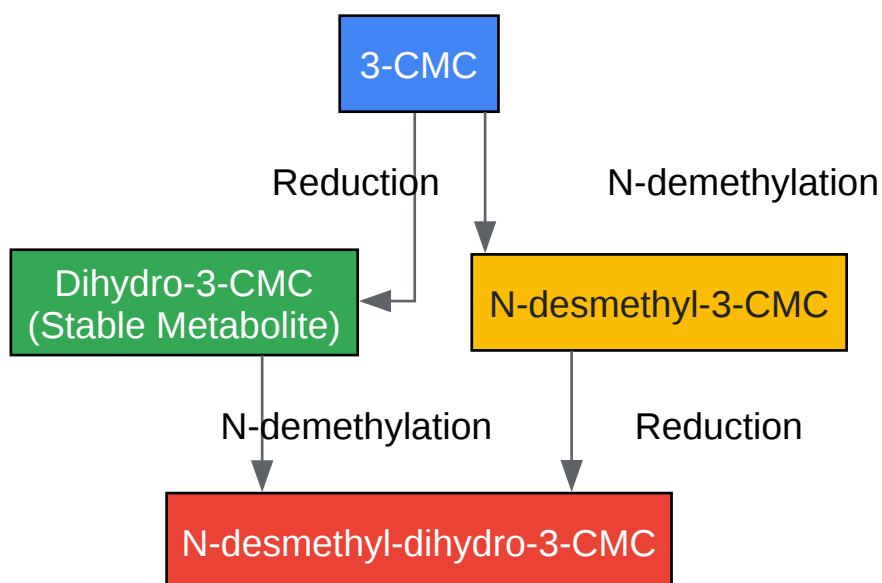 3-CMC
Reduction
N-demethylation
Dihydro-3-CMC
(Stable Metabolite)
N-desmethyl-3-CMC
N-demethylation
Reduction
N-desmethyl-dihydro-3-CMC